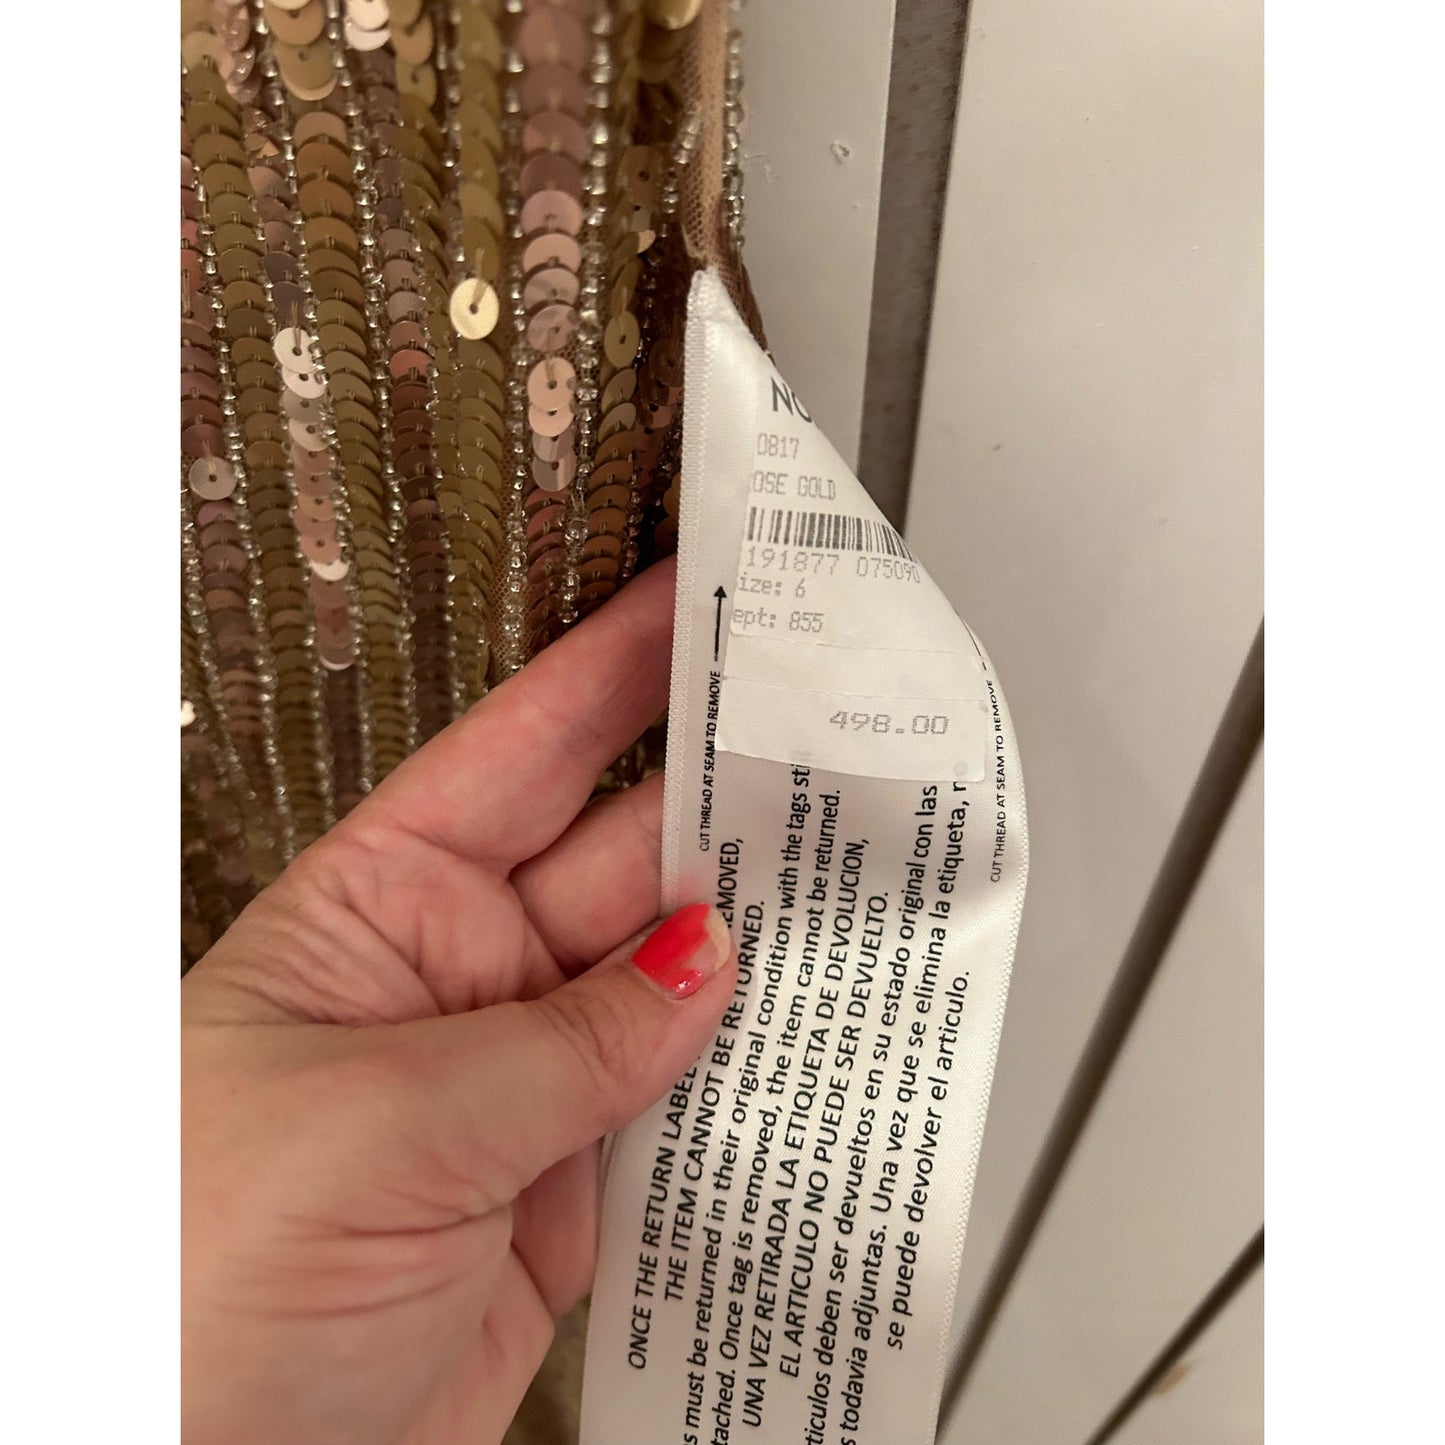 NO
0817
OSE GOLD
191877 075090
ize: 6
ept: 855
498.00
CUT THREAD AT SEAM TO REMOVE
CUT THREAD AT SEAM TO REMOVE
ONCE THE RETURN LABEL EMOVED,
THE ITEM CANNOT BE RETURNED.
s must be returned in their original condition with the tags sti
tached. Once tag is removed, the item cannot be returned.
UNA VEZ RETIRADA LA ETIQUETA DE DEVOLUCION,
EL ARTICULO NO PUEDE SER DEVUELTO.
ticulos deben ser devueltos en su estado original con las
s todavia adjuntas. Una vez que se elimina la etiqueta, n
se puede devolver el articulo.